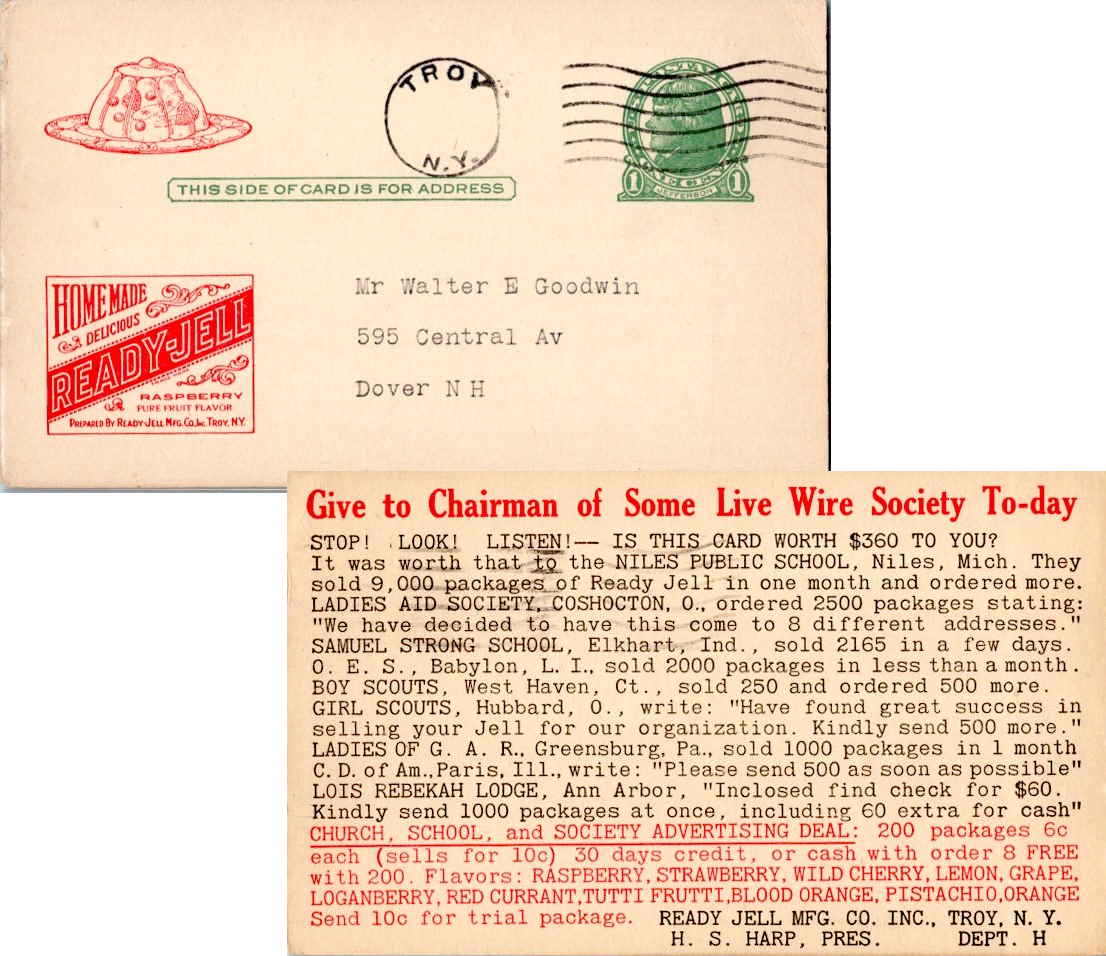 TROY
N.Y.
POSTAL CARD
THIS SIDE OF CARD IS FOR ADDRESS
1 JEFFERSON 1
HOME MADE
DELICIOUS
READY-JELL
RASPBERRY
PURE FRUIT FLAVOR
PREPARED BY READY-JELL MFG. CO. INC. TROY, N.Y.
Mr Walter E Goodwin
595 Central Av
Dover N H
Give to Chairman of Some Live Wire Society To-day
STOP! LOOK! LISTEN!-- IS THIS CARD WORTH $360 TO YOU?
It was worth that to the NILES PUBLIC SCHOOL, Niles, Mich. They
sold 9,000 packages of Ready Jell in one month and ordered more.
LADIES AID SOCIETY, COSHOCTON, O., ordered 2500 packages stating:
"We have decided to have this come to 8 different addresses."
SAMUEL STRONG SCHOOL, Elkhart, Ind., sold 2165 in a few days.
O. E. S., Babylon, L. I., sold 2000 packages in less than a month.
BOY SCOUTS, West Haven, Ct., sold 250 and ordered 500 more.
GIRL SCOUTS, Hubbard, O., write: "Have found great success in
selling your Jell for our organization. Kindly send 500 more."
LADIES OF G. A. R., Greensburg, Pa., sold 1000 packages in 1 month
C. D. of Am., Paris, Ill., write: "Please send 500 as soon as possible"
LOIS REBEKAH LODGE, Ann Arbor, "Inclosed find check for $60.
Kindly send 1000 packages at once, including 60 extra for cash"
CHURCH, SCHOOL, and SOCIETY ADVERTISING DEAL: 200 packages 6c
each (sells for 10c) 30 days credit, or cash with order 8 FREE
with 200. Flavors: RASPBERRY, STRAWBERRY, WILD CHERRY, LEMON, GRAPE,
LOGANBERRY, RED CURRANT, TUTTI FRUTTI, BLOOD ORANGE, PISTACHIO, ORANGE
Send 10c for trial package. READY JELL MFG. CO. INC., TROY, N. Y.
H. S. HARP, PRES. DEPT. H